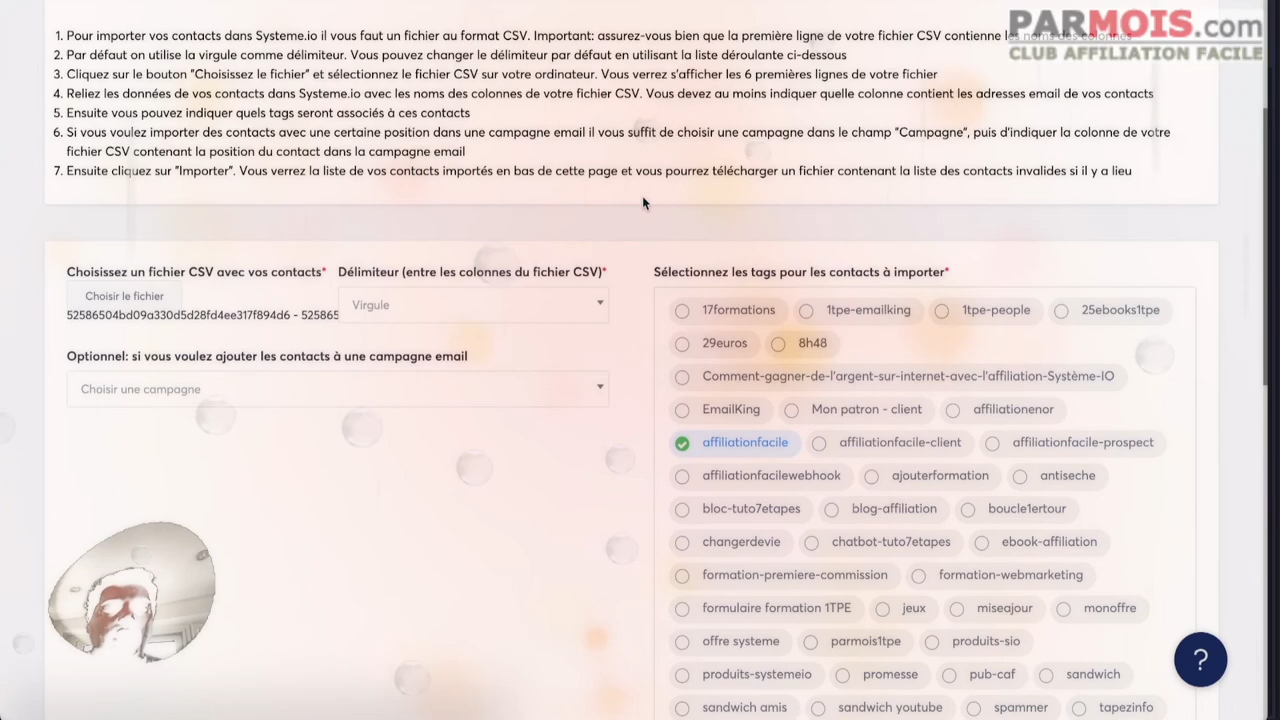 PARMOIS.com
CLUB AFFILIATION FACILE
1. Pour importer vos contacts dans Systeme.io il vous faut un fichier au format CSV. Important: assurez-vous bien que la première ligne de votre fichier CSV contienne les noms des colonnes
2. Par défaut on utilise la virgule comme délimiteur. Vous pouvez changer le délimiteur par défaut en utilisant la liste déroulante ci-dessous
3. Cliquez sur le bouton "Choisissez le fichier" et sélectionnez le fichier CSV sur votre ordinateur. Vous verrez s'afficher les 6 premières lignes de votre fichier
4. Reliez les données de vos contacts dans Systeme.io avec les noms des colonnes de votre fichier CSV. Vous devez au moins indiquer quelle colonne contient les adresses email de vos contacts
5. Ensuite vous pouvez indiquer quels tags seront associés à ces contacts
6. Si vous voulez importer des contacts avec une certaine position dans une campagne email il vous suffit de choisir une campagne dans le champ "Campagne", puis d'indiquer la colonne de votre
fichier CSV contenant la position du contact dans la campagne email
7. Ensuite cliquez sur "Importer". Vous verrez la liste de vos contacts importés en bas de cette page et vous pourrez télécharger un fichier contenant la liste des contacts invalides si il y a lieu
Choisissez un fichier CSV avec vos contacts*
Choisir le fichier
52586504bd09a330d5d28fd4ee317f894d6 - 525865
Délimiteur (entre les colonnes du fichier CSV)*
Virgule
Optionnel: si vous voulez ajouter les contacts à une campagne email
Choisir une campagne
Sélectionnez les tags pour les contacts à importer*
17formations 1tpe-emailking 1tpe-people 25ebooks1tpe
29euros 8h48
Comment-gagner-de-l'argent-sur-internet-avec-l'affiliation-Système-IO
EmailKing Mon patron - client affiliationenor
affiliationfacile affiliationfacile-client affiliationfacile-prospect
affiliationfacilewebhook ajouterformation antiseche
bloc-tuto7etapes blog-affiliation boucle1ertour
changerdevie chatbot-tuto7etapes ebook-affiliation
formation-premiere-commission formation-webmarketing
formulaire formation 1TPE jeux miseajour monoffre
offre systeme parmois1tpe produits-sio
produits-systemeio promesse pub-caf sandwich
sandwich amis sandwich youtube spammer tapezinfo
?